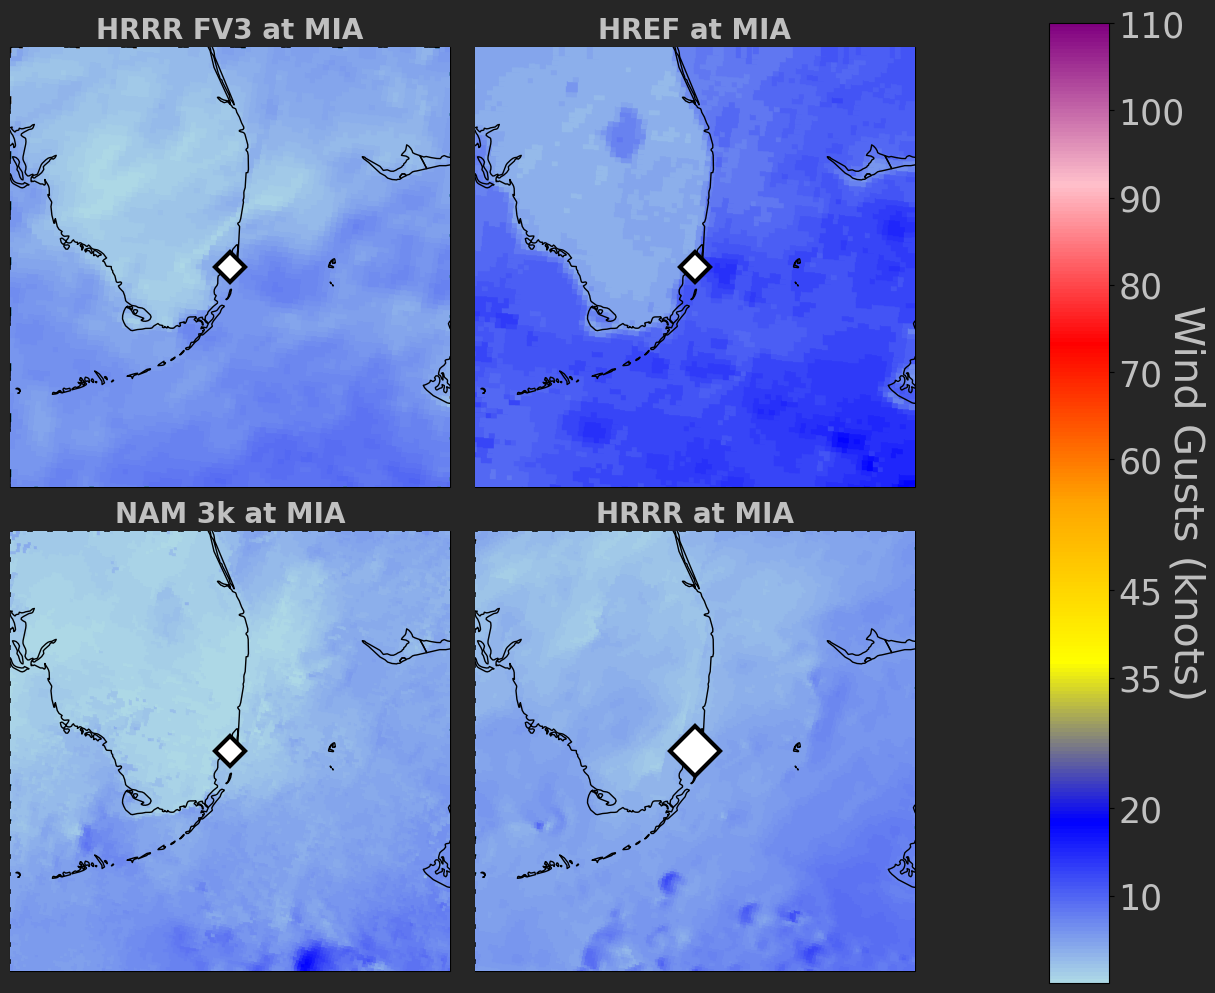 HRRR FV3 at MIA
HREF at MIA
NAM 3k at MIA
HRRR at MIA
110
100
90
80
70
60
45
35
20
10
Wind Gusts (knots)